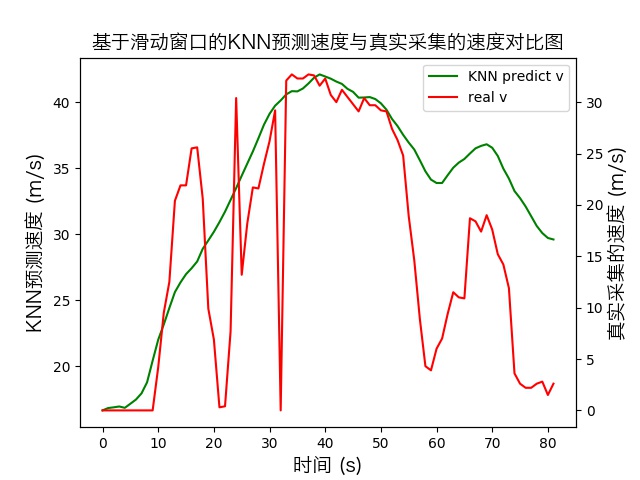 基于滑动窗口的KNN预测速度与真实采集的速度对比图
KNN predict v
real v
KNN预测速度 (m/s)
40
35
30
25
20
真实采集的速度 (m/s)
30
25
20
15
10
5
0
0 10 20 30 40 50 60 70 80
时间 (s)